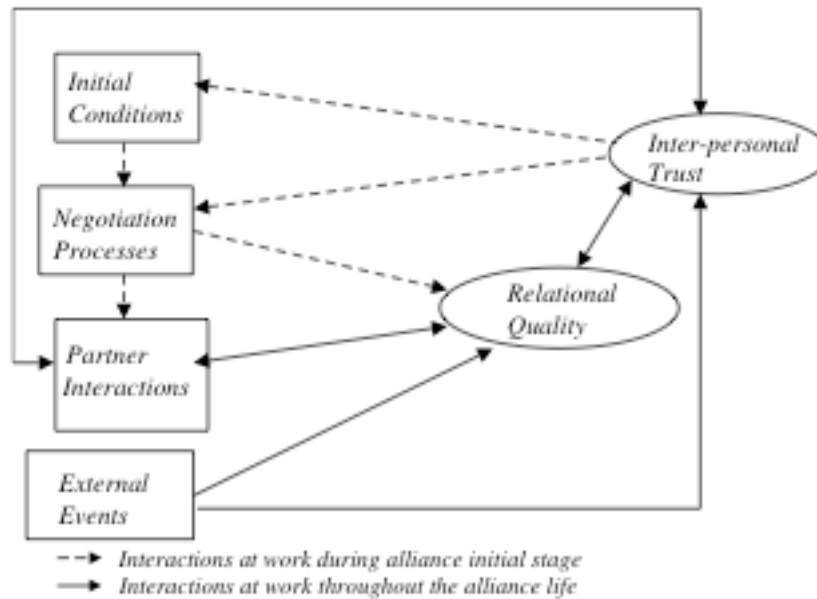 Initial
Conditions
Inter-personal
Trust
Negotiation
Processes
Relational
Quality
Partner
Interactions
External
Events
Interactions at work during alliance initial stage
Interactions at work throughout the alliance life